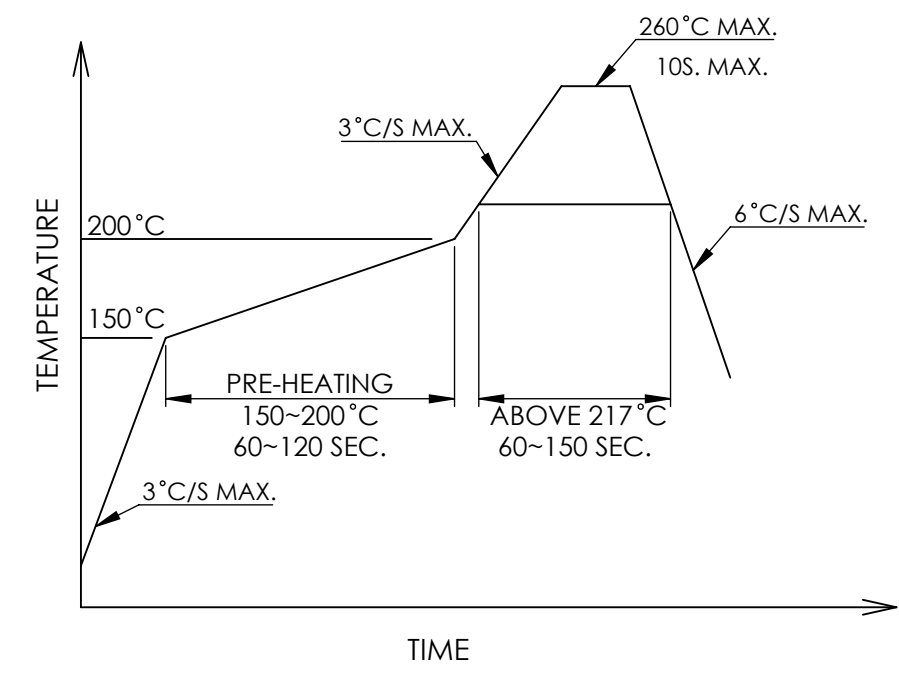 260°C MAX.
10S. MAX.
3°C/S MAX.
6°C/S MAX.
200°C
150°C
TEMPERATURE
PRE-HEATING
150~200°C
60~120 SEC.
ABOVE 217°C
60~150 SEC.
3°C/S MAX.
TIME